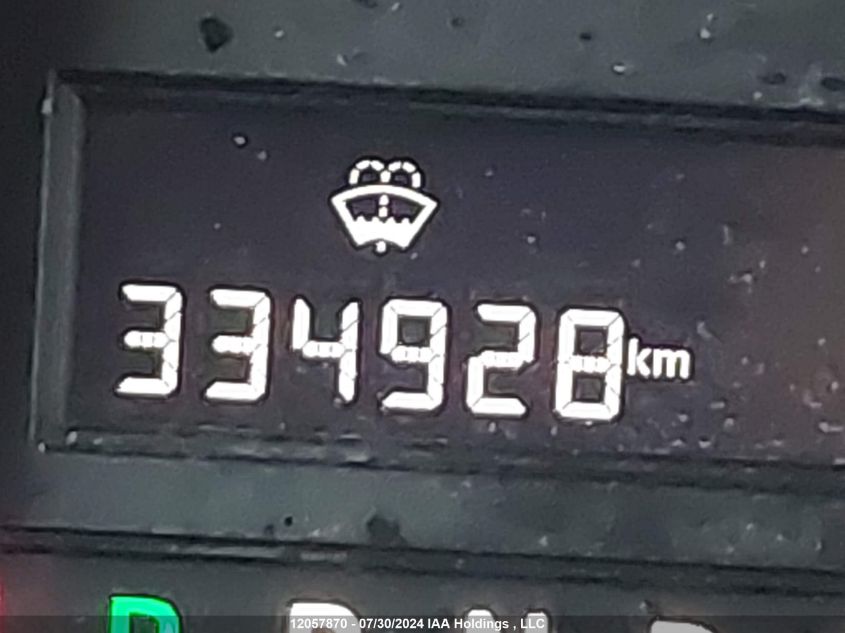 334928km
P R N D
12057870 - 07/30/2024 IAA Holdings , LLC